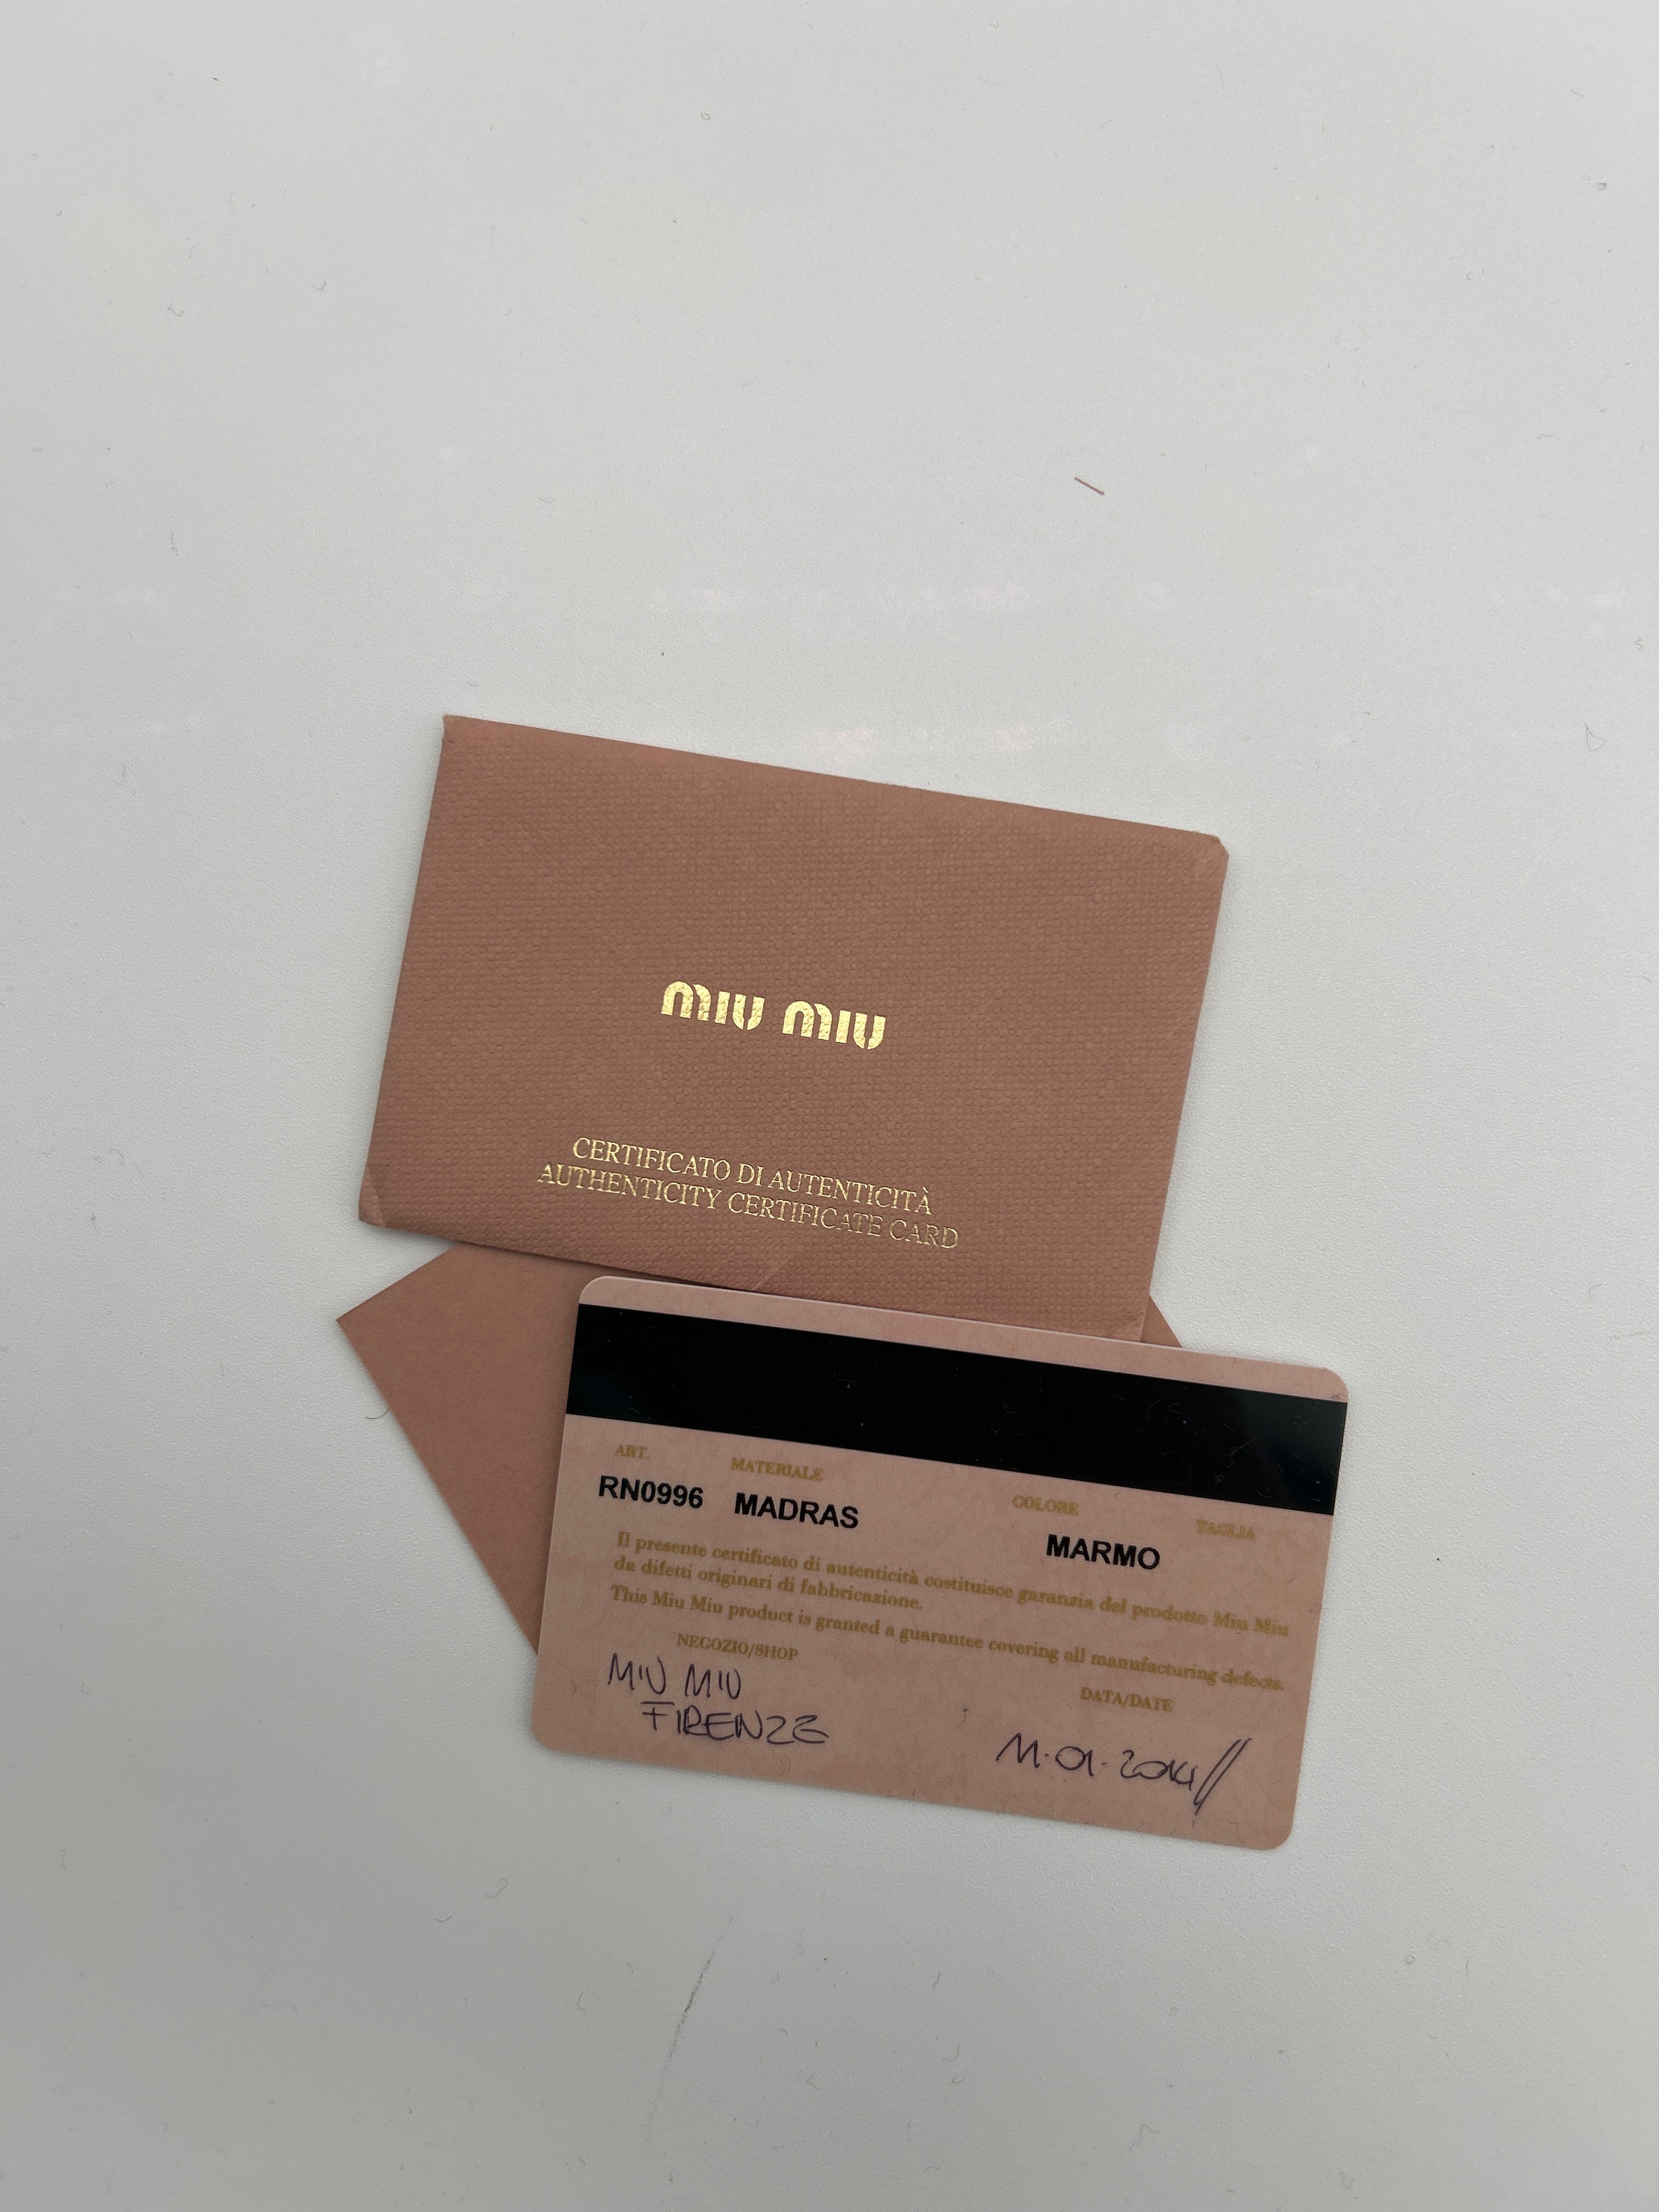 MIU MIU
CERTIFICATO DI AUTENTICITÀ
AUTHENTICITY CERTIFICATE CARD
ART. MATERIALE COLORE TAGLIA
RN0996 MADRAS MARMO
Il presente certificato di autenticità costituisce garanzia del prodotto Miu Miu
da difetti originari di fabbricazione.
This Miu Miu product is granted a guarantee covering all manufacturing defects.
NEGOZIO/SHOP DATA/DATE
MIU MIU
FIRENZE 11.01.2014//